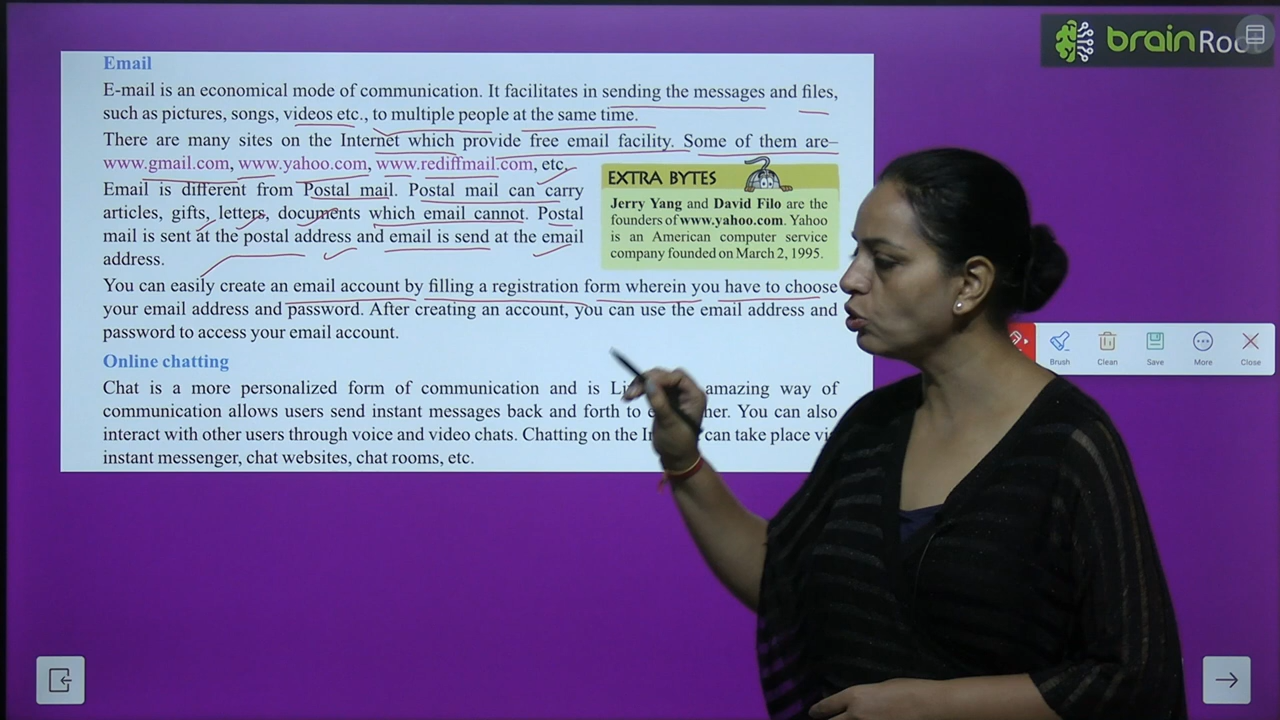 brainRoo
Email
E-mail is an economical mode of communication. It facilitates in sending the messages and files,
such as pictures, songs, videos etc., to multiple people at the same time.
There are many sites on the Internet which provide free email facility. Some of them are–
www.gmail.com, www.yahoo.com, www.rediffmail.com, etc.
Email is different from Postal mail. Postal mail can carry
articles, gifts, letters, documents which email cannot. Postal
mail is sent at the postal address and email is send at the email
address.
EXTRA BYTES
Jerry Yang and David Filo are the
founders of www.yahoo.com. Yahoo
is an American computer service
company founded on March 2, 1995.
You can easily create an email account by filling a registration form wherein you have to choose
your email address and password. After creating an account, you can use the email address and
password to access your email account.
Online chatting
Chat is a more personalized form of communication and is Li amazing way of
communication allows users send instant messages back and forth to e her. You can also
interact with other users through voice and video chats. Chatting on the In can take place vi
instant messenger, chat websites, chat rooms, etc.
Brush
Clean
Save
More
Close